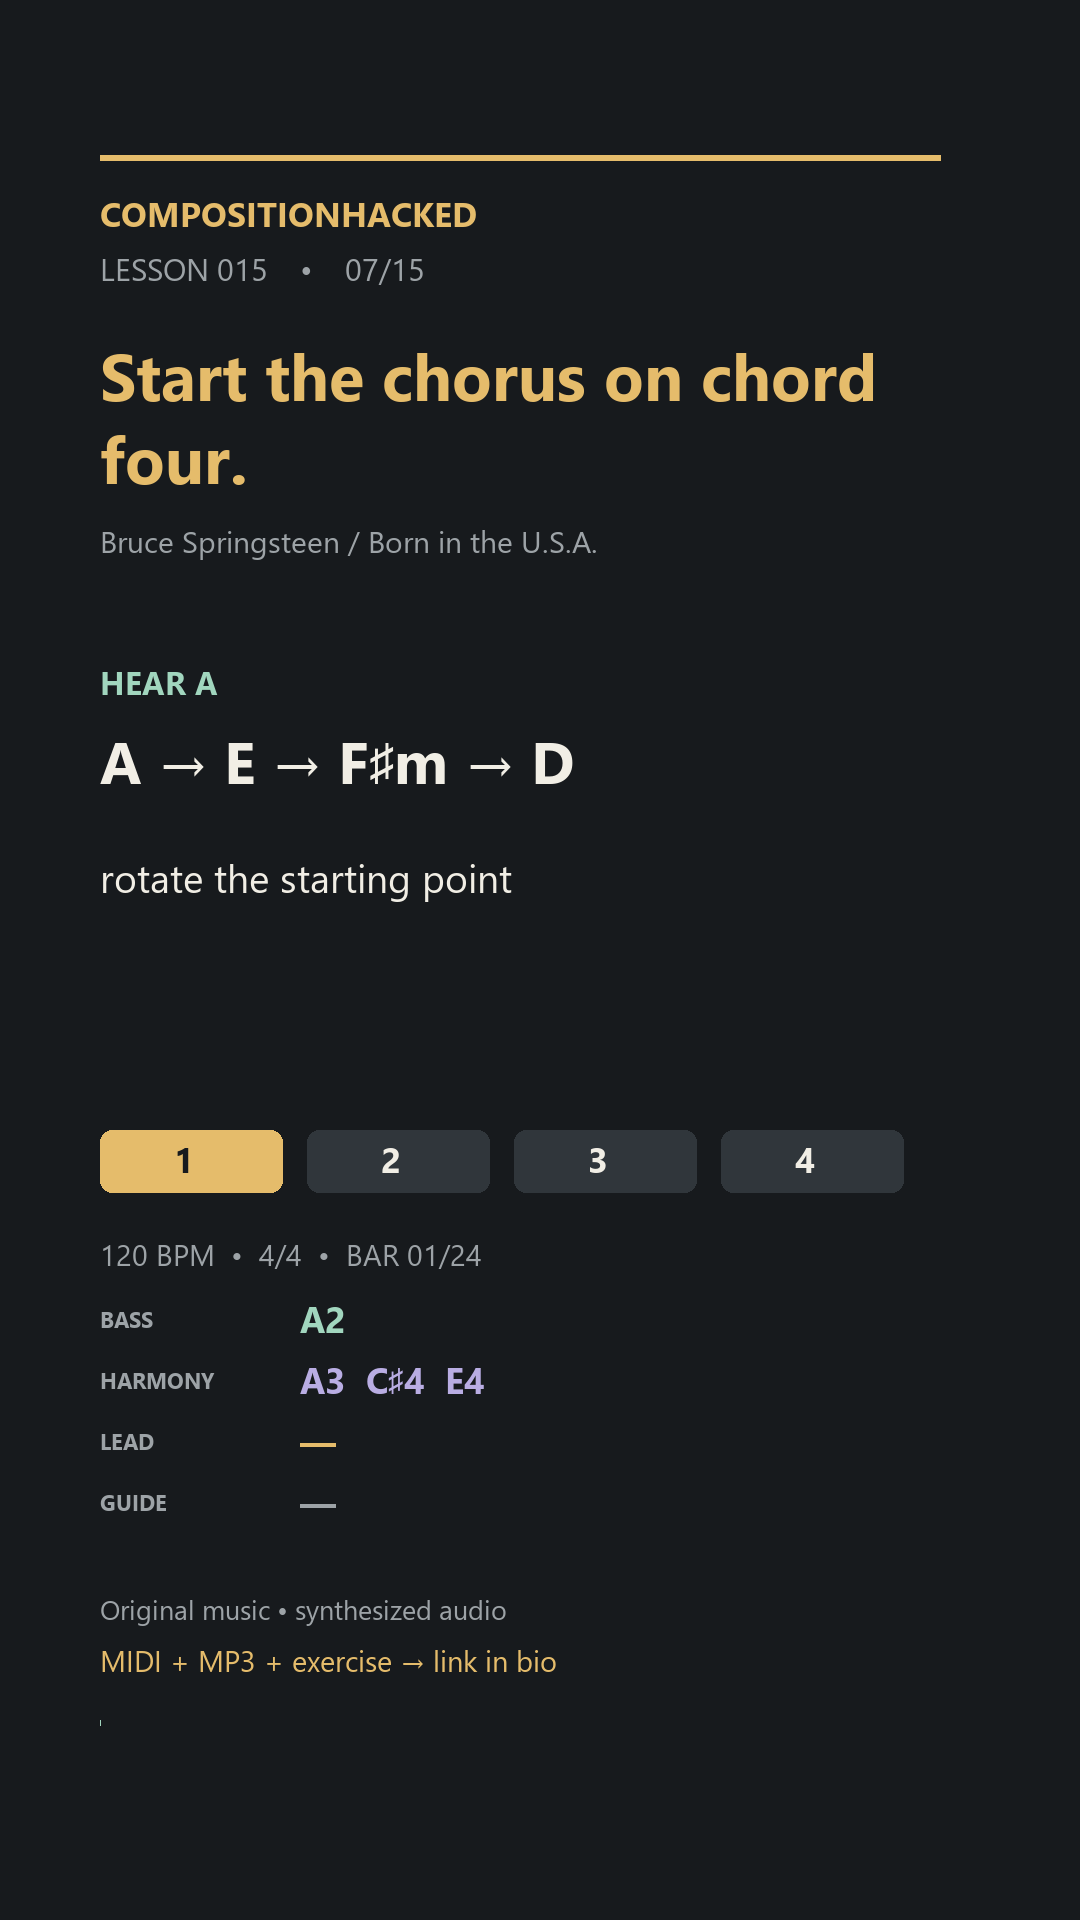 COMPOSITIONHACKED
LESSON 015 • 07/15
Start the chorus on chord
four.
Bruce Springsteen / Born in the U.S.A.
HEAR A
A → E → F♯m → D
rotate the starting point
1 2 3 4
120 BPM • 4/4 • BAR 01/24
BASS A2
HARMONY A3 C♯4 E4
LEAD —
GUIDE —
Original music • synthesized audio
MIDI + MP3 + exercise → link in bio